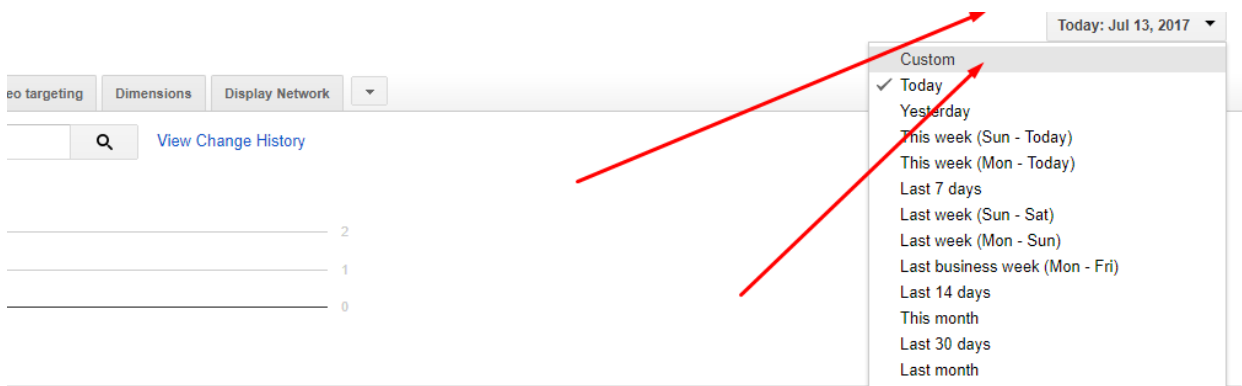 Today: Jul 13, 2017
Custom
eo targeting Dimensions Display Network
Today
Yesterday
View Change History
This week (Sun - Today)
This week (Mon - Today)
Last 7 days
Last week (Sun - Sat)
2
Last week (Mon - Sun)
1
Last business week (Mon - Fri)
Last 14 days
0
This month
Last 30 days
Last month